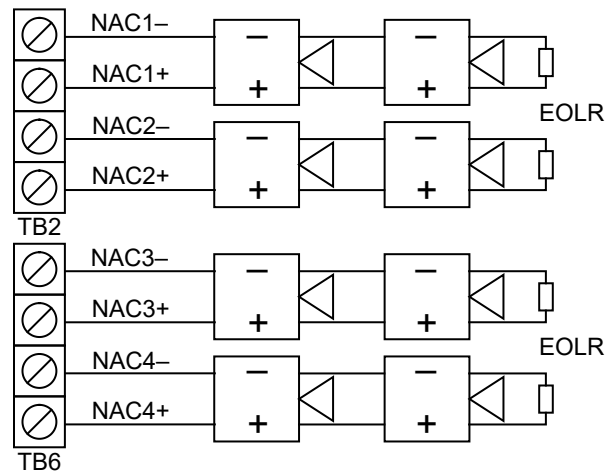 NAC1–
− −
NAC1+
+ +
EOLR
NAC2–
− −
NAC2+
+ +
TB2
NAC3–
− −
NAC3+
+ +
EOLR
NAC4–
− −
NAC4+
+ +
TB6